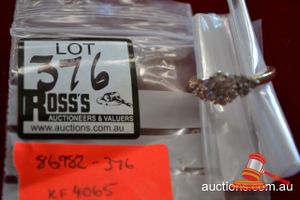 LOT
376
ROSS'S
AUCTIONEERS & VALUERS
www.auctions.com.au
86982-376
KF4065
auctions.com.au